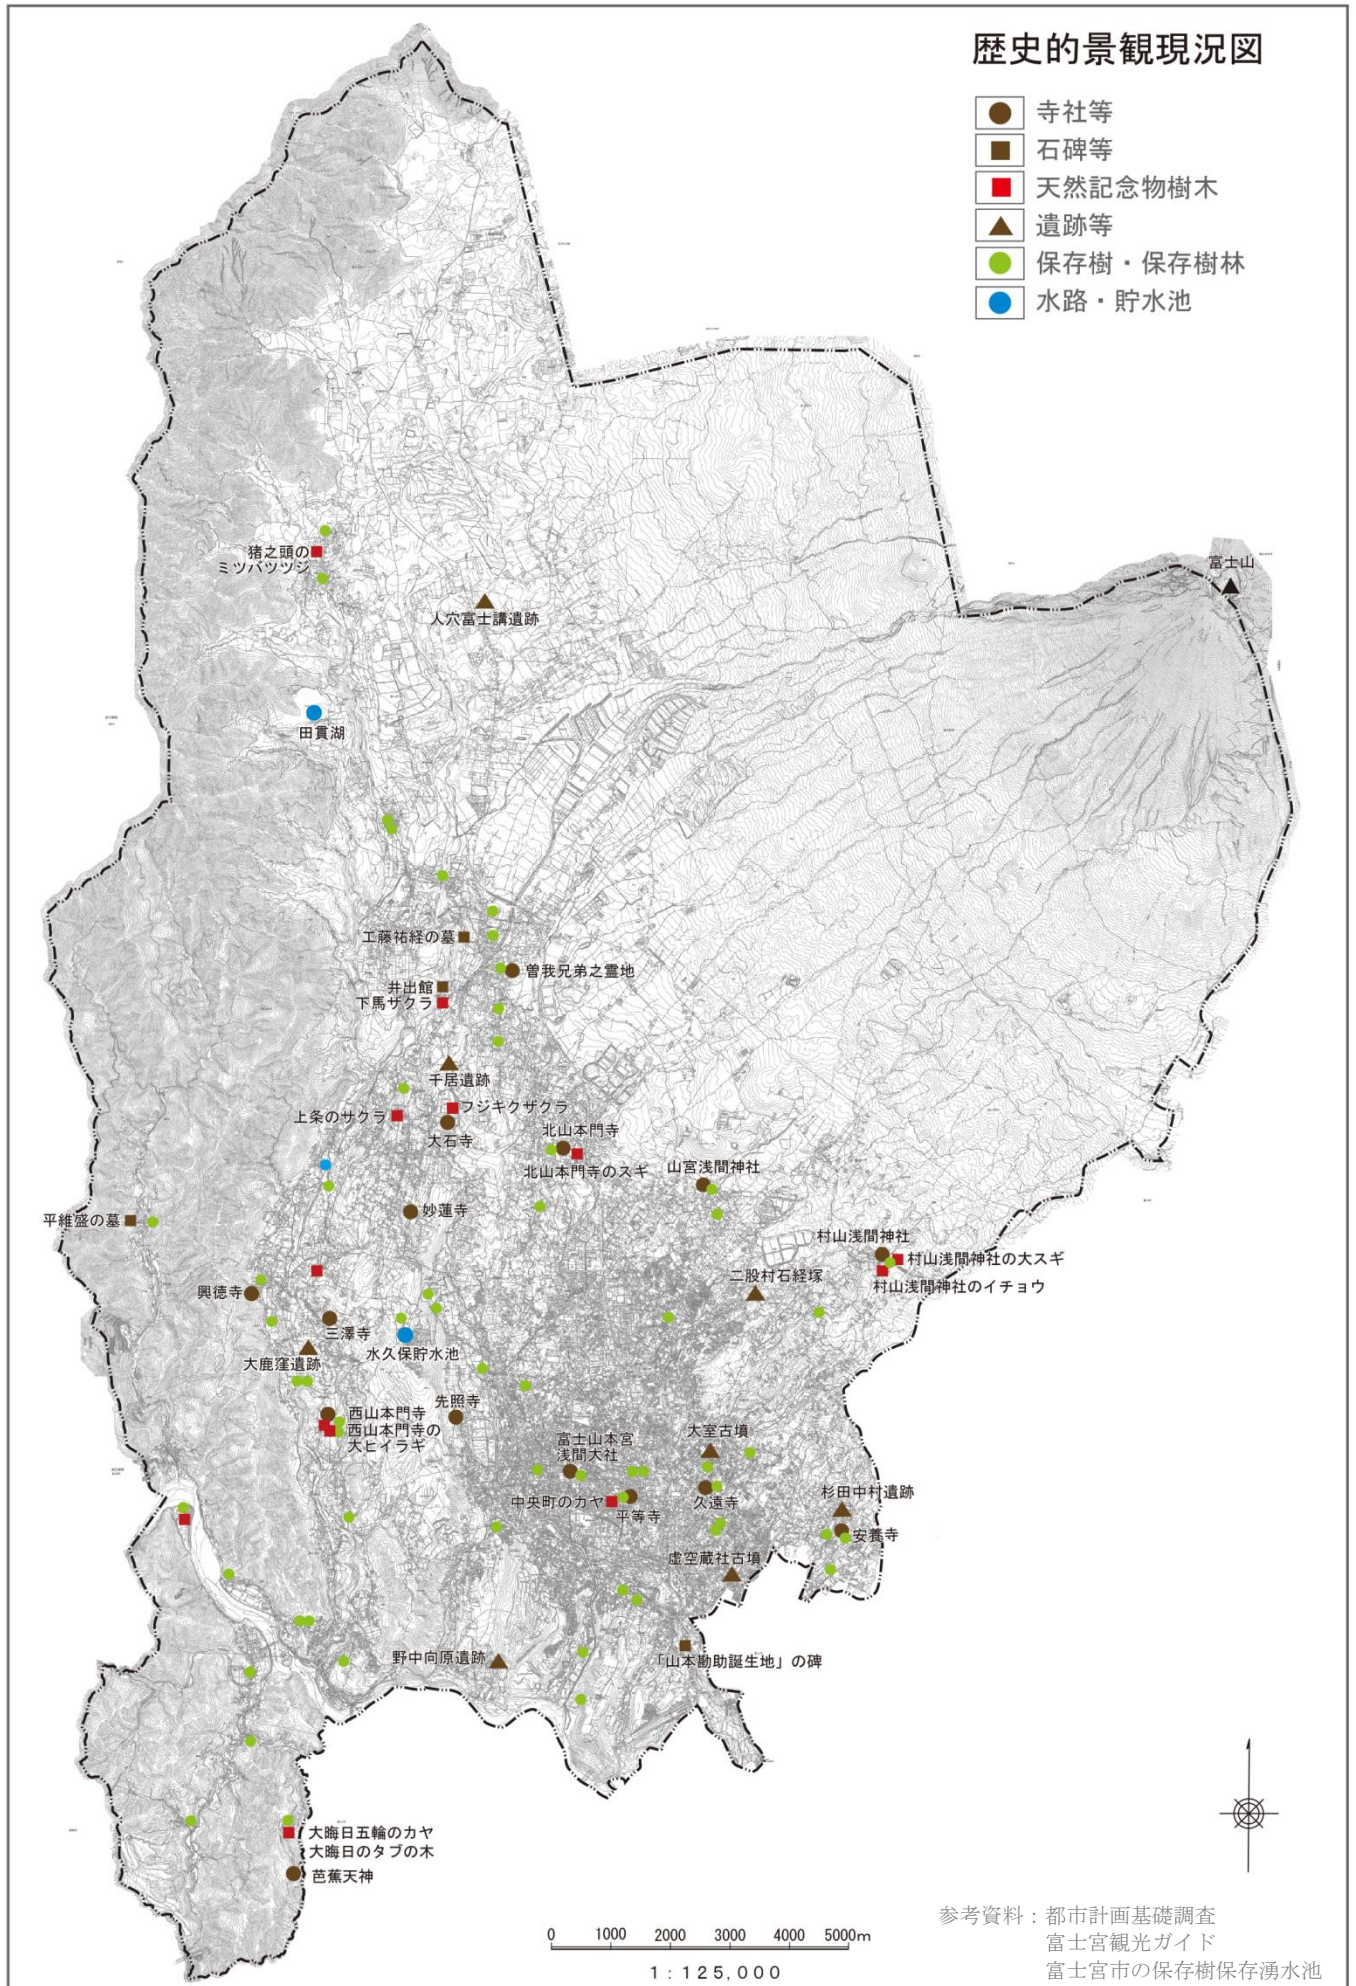 歴史的景観現況図
寺社等
石碑等
天然記念物樹木
遺跡等
保存樹・保存樹林
水路・貯水池
猪之頭の
ミツバツツジ
富士山
人穴富士講遺跡
田貫湖
工藤祐経の墓
曽我兄弟之霊地
井出館
下馬ザクラ
千居遺跡
上条のサクラ
フジキクザクラ
大石寺
北山本門寺
北山本門寺のスギ
山宮浅間神社
平維盛の墓
妙蓮寺
村山浅間神社
村山浅間神社の大スギ
村山浅間神社のイチョウ
二股村石経塚
興徳寺
三澤寺
大鹿窪遺跡
水久保貯水池
先照寺
西山本門寺
西山本門寺の
大ヒイラギ
富士山本宮
浅間大社
大室古墳
中央町のカヤ
平等寺
久遠寺
杉田中村遺跡
安養寺
虚空蔵社古墳
野中向原遺跡
「山本勘助誕生地」の碑
大晦日五輪のカヤ
大晦日のタブの木
芭蕉天神
0 1000 2000 3000 4000 5000m
1：125,000
参考資料：都市計画基礎調査
富士宮観光ガイド
富士宮市の保存樹保存湧水池